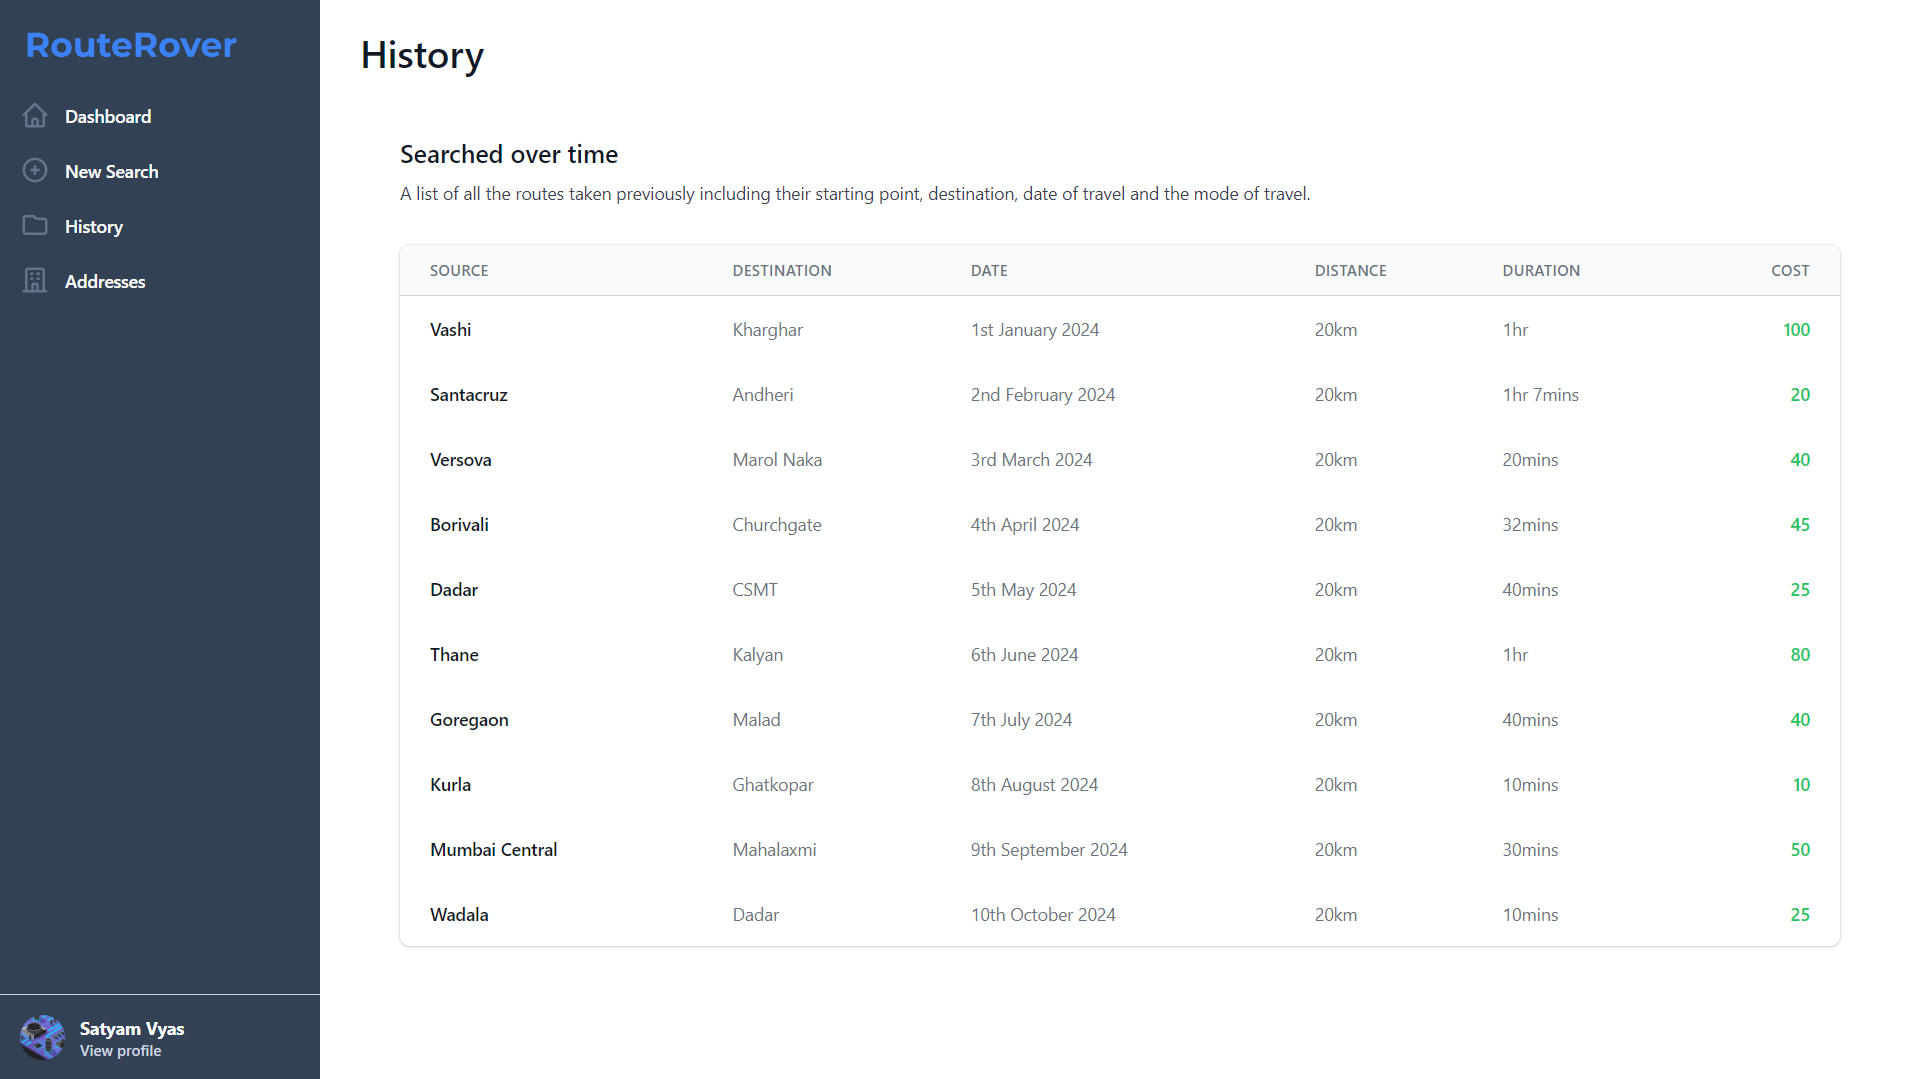 RouteRover
Dashboard
New Search
History
Addresses
Satyam Vyas
View profile
History
Searched over time
A list of all the routes taken previously including their starting point, destination, date of travel and the mode of travel.
SOURCE DESTINATION DATE DISTANCE DURATION COST
Vashi Kharghar 1st January 2024 20km 1hr 100
Santacruz Andheri 2nd February 2024 20km 1hr 7mins 20
Versova Marol Naka 3rd March 2024 20km 20mins 40
Borivali Churchgate 4th April 2024 20km 32mins 45
Dadar CSMT 5th May 2024 20km 40mins 25
Thane Kalyan 6th June 2024 20km 1hr 80
Goregaon Malad 7th July 2024 20km 40mins 40
Kurla Ghatkopar 8th August 2024 20km 10mins 10
Mumbai Central Mahalaxmi 9th September 2024 20km 30mins 50
Wadala Dadar 10th October 2024 20km 10mins 25